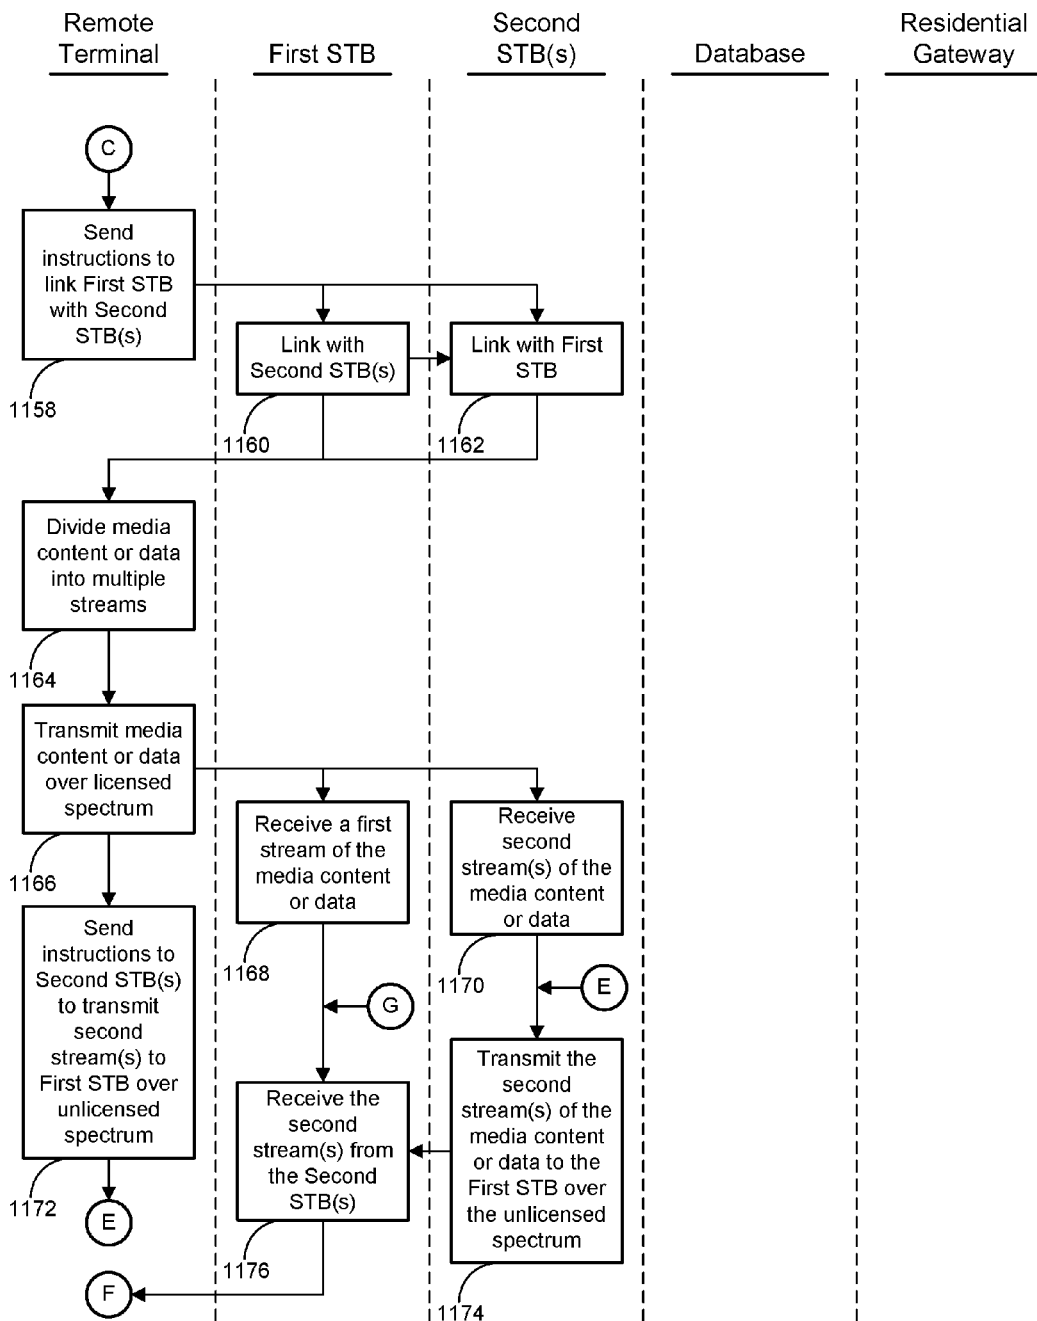 Remote
Terminal
First STB
Second
STB(s)
Database
Residential
Gateway
C
Send
instructions to
link First STB
with Second
STB(s)
1158
Link with
Second STB(s)
1160
Link with First
STB
1162
Divide media
content or data
into multiple
streams
1164
Transmit media
content or data
over licensed
spectrum
1166
Receive a first
stream of the
media content
or data
1168
Receive
second
stream(s) of the
media content
or data
1170
Send
instructions to
Second STB(s)
to transmit
second
stream(s) to
First STB over
unlicensed
spectrum
1172
G
E
Receive the
second
stream(s) from
the Second
STB(s)
1176
Transmit the
second
stream(s) of the
media content
or data to the
First STB over
the unlicensed
spectrum
1174
E
F